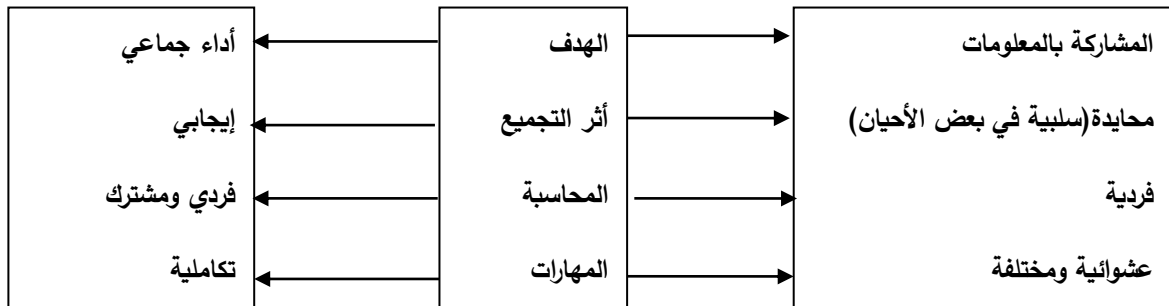 المشاركة بالمعلومات الهدف أداء جماعي
محايدة(سلبية في بعض الأحيان) أثر التجميع إيجابي
فردية المحاسبة فردي ومشترك
عشوائية ومختلفة المهارات تكاملية